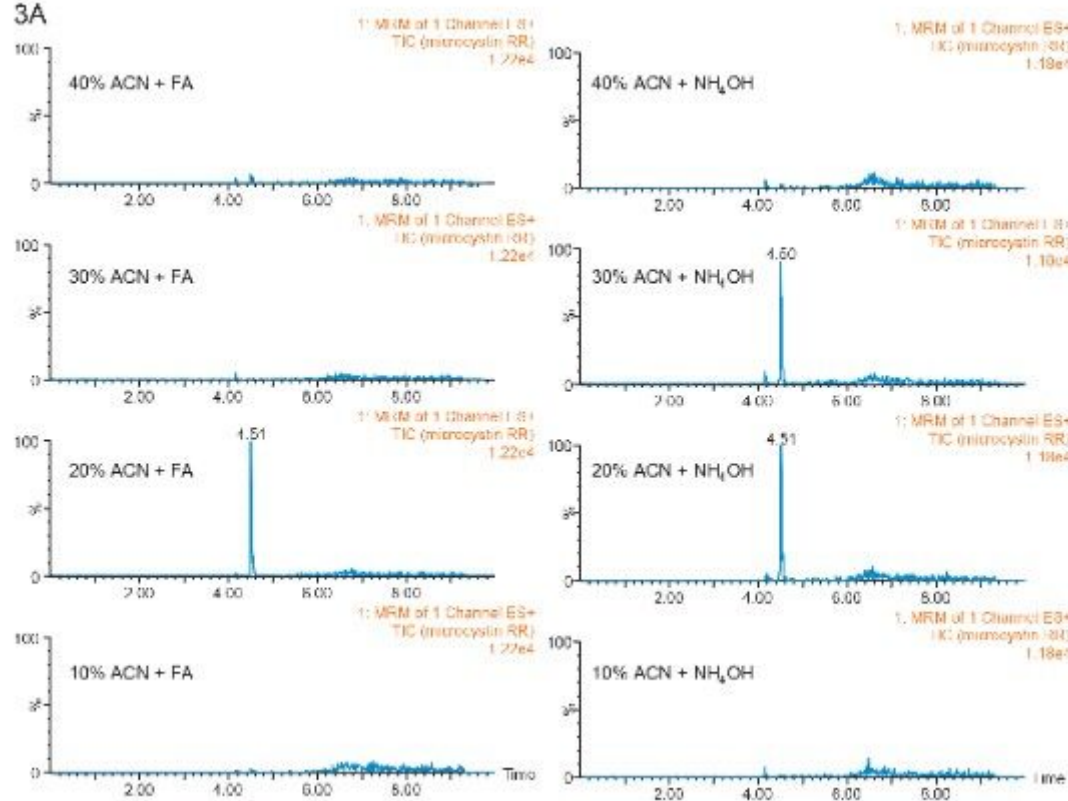 3A
1: MRM of 1 Channel ES+
TIC (microcystin RR)
1.22e4
40% ACN + FA
100
%
0
2.00 4.00 6.00 8.00
1: MRM of 1 Channel ES+
TIC (microcystin RR)
1.18e4
40% ACN + NH4OH
100
%
0
2.00 4.00 6.00 8.00
1: MRM of 1 Channel ES+
TIC (microcystin RR)
1.22e4
30% ACN + FA
100
%
0
2.00 4.00 6.00 8.00
1: MRM of 1 Channel ES+
TIC (microcystin RR)
30% ACN + NH4OH
100
4.50
%
0
2.00 4.00 6.00 8.00
1: MRM of 1 Channel ES+
TIC (microcystin RR)
1.22e4
20% ACN + FA
100
4.51
%
0
2.00 4.00 6.00 8.00
1: MRM of 1 Channel ES+
TIC (microcystin RR)
1.18e4
20% ACN + NH4OH
100
4.51
%
0
2.00 4.00 6.00 8.00
1: MRM of 1 Channel ES+
TIC (microcystin RR)
1.22e4
10% ACN + FA
100
%
0
2.00 4.00 6.00 8.00
Time
1: MRM of 1 Channel ES+
TIC (microcystin RR)
1.18e4
10% ACN + NH4OH
100
%
0
2.00 4.00 6.00 8.00
Time